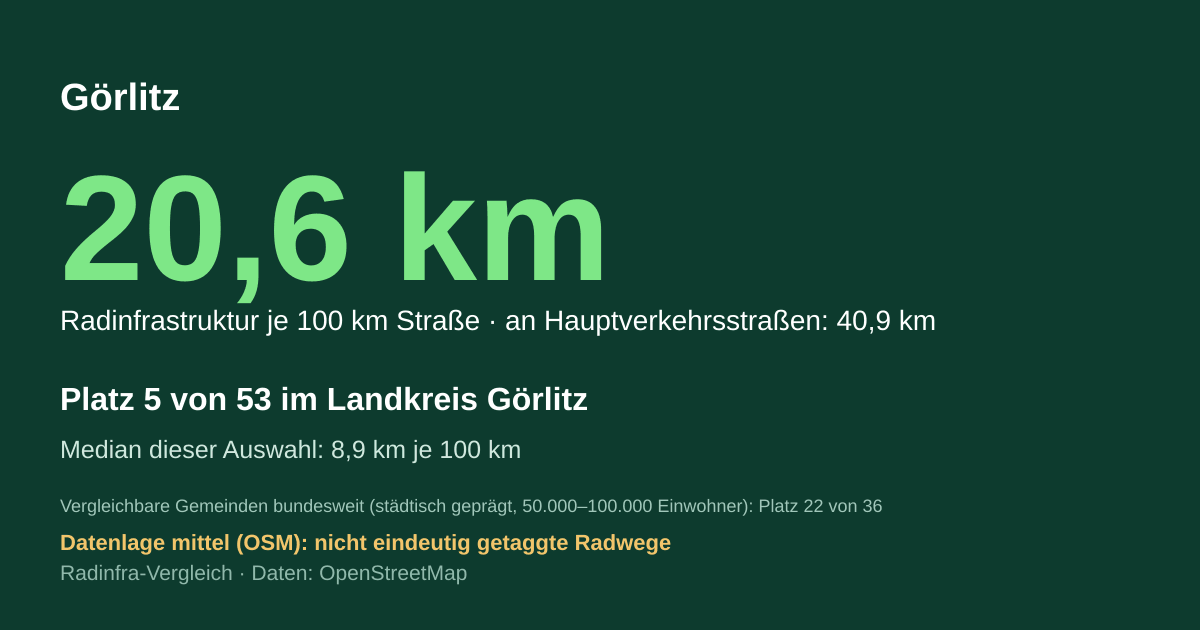 Görlitz
20,6 km
Radinfrastruktur je 100 km Straße · an Hauptverkehrsstraßen: 40,9 km
Platz 5 von 53 im Landkreis Görlitz
Median dieser Auswahl: 8,9 km je 100 km
Vergleichbare Gemeinden bundesweit (städtisch geprägt, 50.000–100.000 Einwohner): Platz 22 von 36
Datenlage mittel (OSM): nicht eindeutig getaggte Radwege
Radinfra-Vergleich · Daten: OpenStreetMap